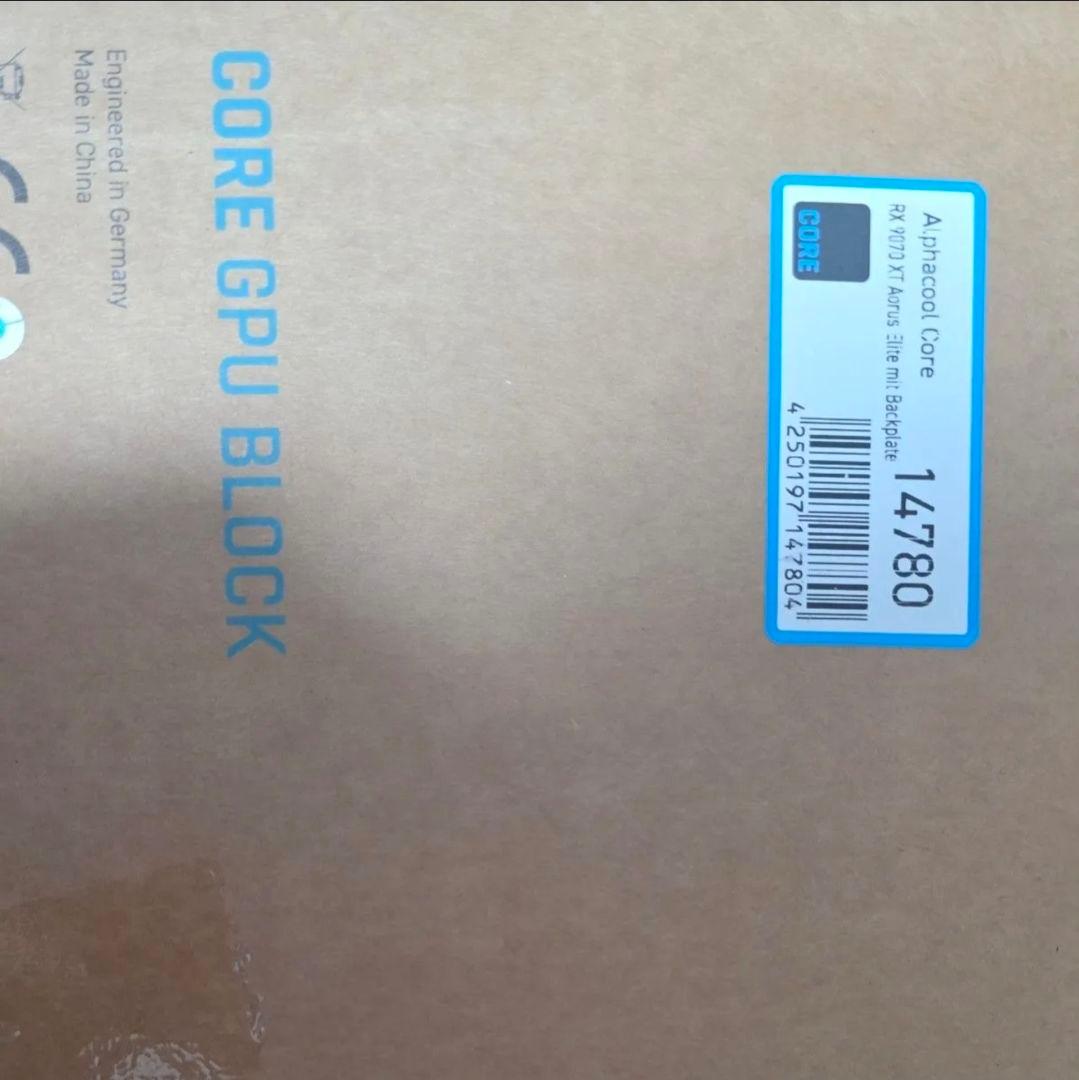 Alphacool Core
RX 9070 XT Aorus Elite mit Backplate
14780
CORE
4 250197 147804
CORE GPU BLOCK
Engineered in Germany
Made in China
CE